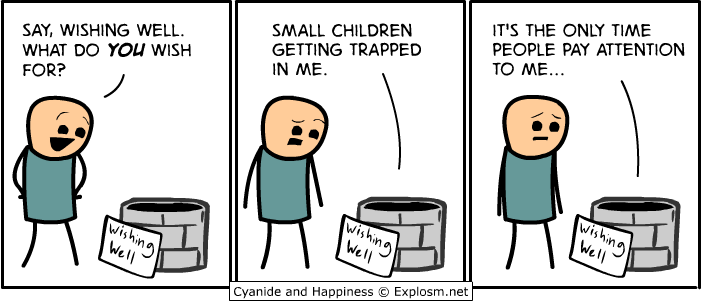 SAY, WISHING WELL.
WHAT DO YOU WISH
FOR?
Wishing
Well
SMALL CHILDREN
GETTING TRAPPED
IN ME.
Wishing
Well
IT'S THE ONLY TIME
PEOPLE PAY ATTENTION
TO ME...
Wishing
Well
Cyanide and Happiness © Explosm.net